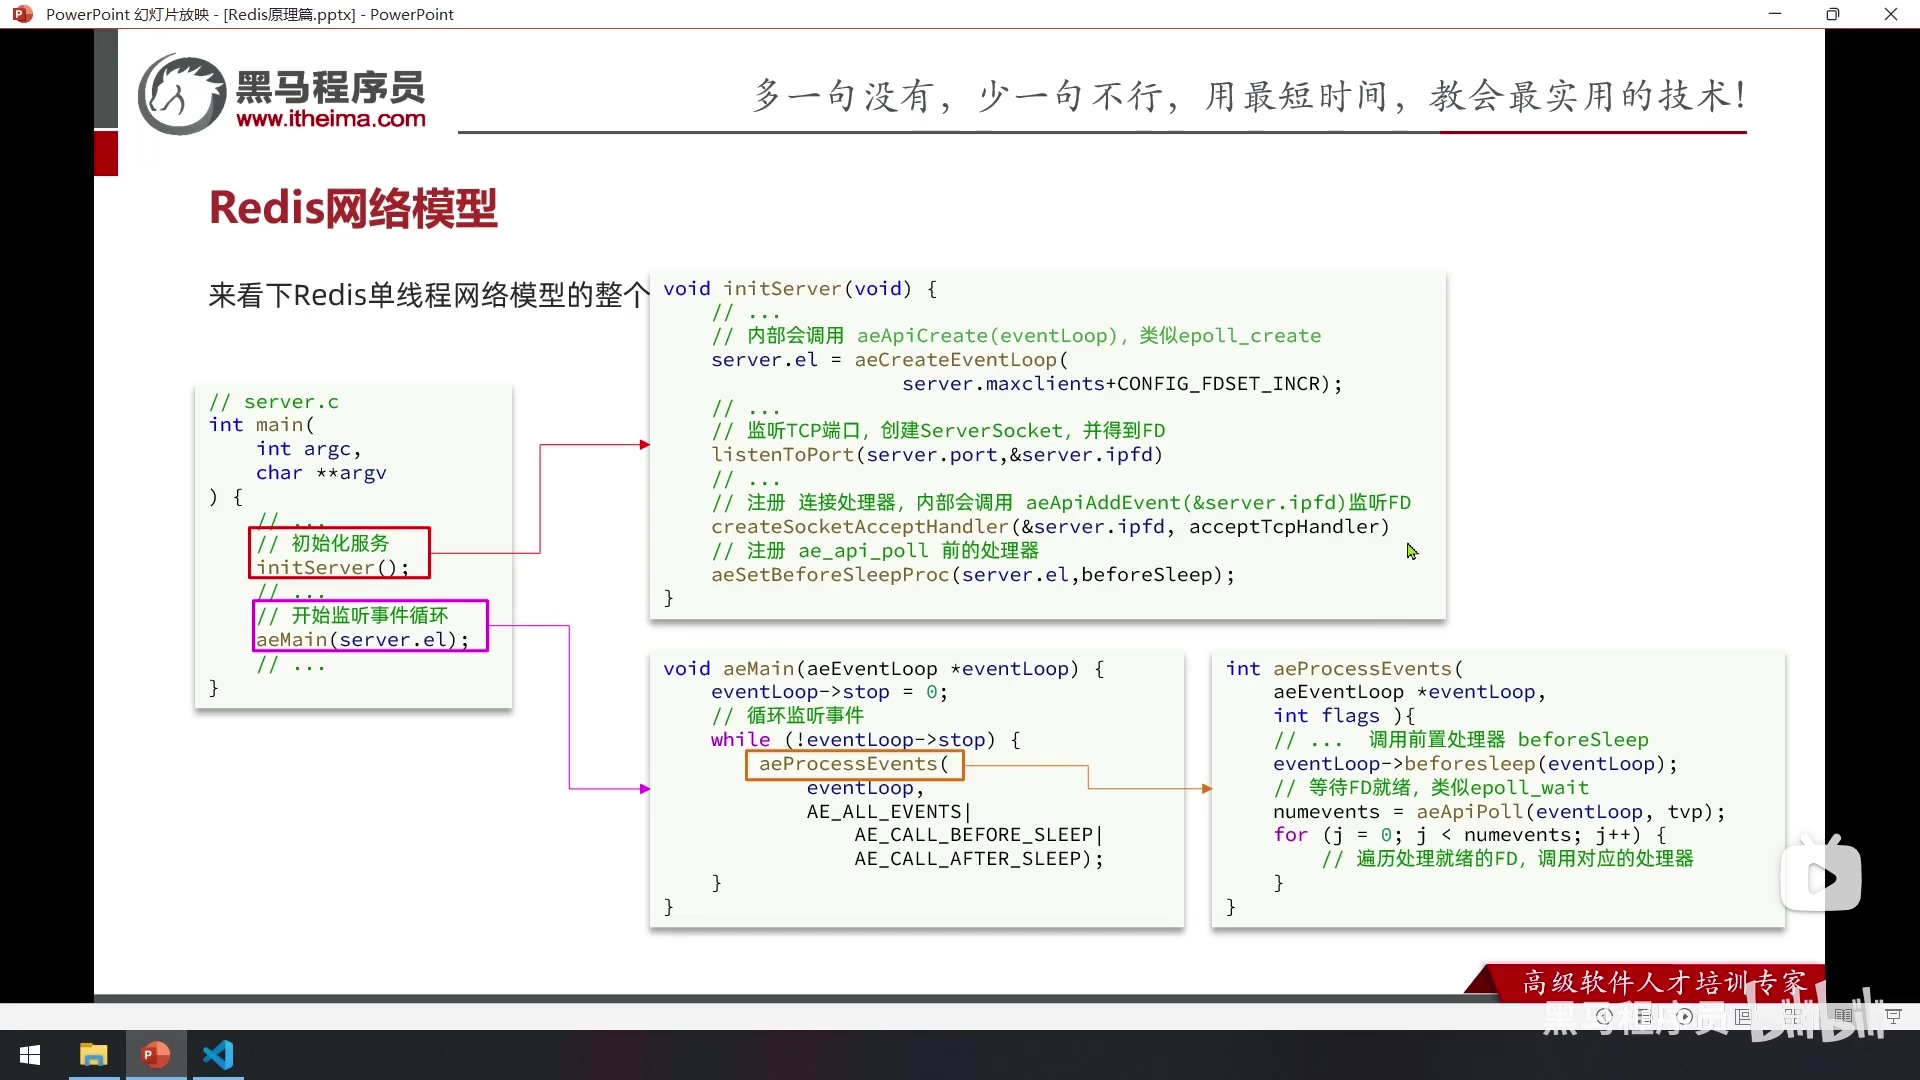 PowerPoint 幻灯片放映 - [Redis原理篇.pptx] - PowerPoint
黑马程序员
www.itheima.com
多一句没有，少一句不行，用最短时间，教会最实用的技术！
Redis网络模型
来看下Redis单线程网络模型的整个
// server.c
int main(
    int argc,
    char **argv
) {
    // ...
    // 初始化服务
    initServer();
    // ...
    // 开始监听事件循环
    aeMain(server.el);
    // ...
}
void initServer(void) {
    // ...
    // 内部会调用 aeApiCreate(eventLoop)，类似epoll_create
    server.el = aeCreateEventLoop(
                    server.maxclients+CONFIG_FDSET_INCR);
    // ...
    // 监听TCP端口，创建ServerSocket，并得到FD
    listenToPort(server.port,&server.ipfd)
    // ...
    // 注册 连接处理器，内部会调用 aeApiAddEvent(&server.ipfd)监听FD
    createSocketAcceptHandler(&server.ipfd, acceptTcpHandler)
    // 注册 ae_api_poll 前的处理器
    aeSetBeforeSleepProc(server.el,beforeSleep);
}
void aeMain(aeEventLoop *eventLoop) {
    eventLoop->stop = 0;
    // 循环监听事件
    while (!eventLoop->stop) {
        aeProcessEvents(
            eventLoop,
            AE_ALL_EVENTS|
                AE_CALL_BEFORE_SLEEP|
                AE_CALL_AFTER_SLEEP);
    }
}
int aeProcessEvents(
    aeEventLoop *eventLoop,
    int flags ){
    // ...  调用前置处理器 beforeSleep
    eventLoop->beforesleep(eventLoop);
    // 等待FD就绪，类似epoll_wait
    numevents = aeApiPoll(eventLoop, tvp);
    for (j = 0; j < numevents; j++) {
        // 遍历处理就绪的FD，调用对应的处理器
    }
}
高级软件人才培训专家
黑马程序员
bilibili